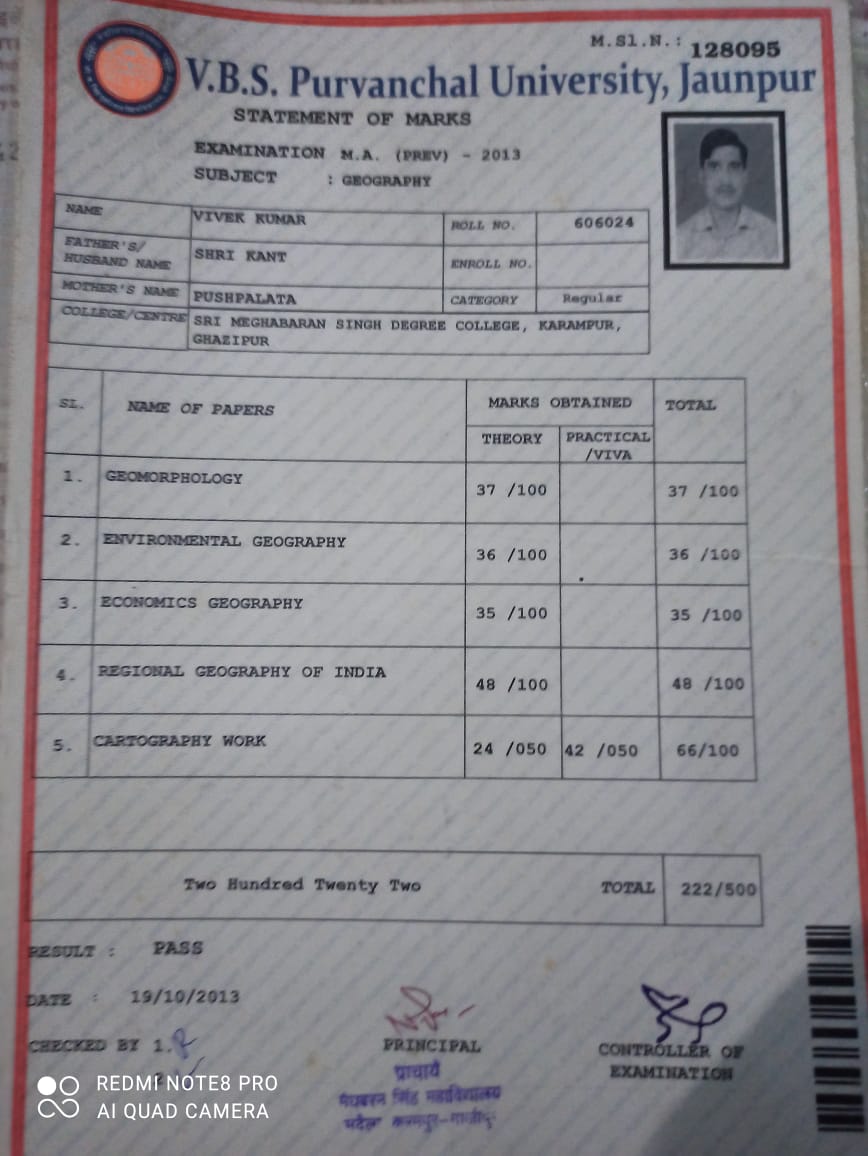 M.Sl.N.: 128095
V.B.S. Purvanchal University, Jaunpur
STATEMENT OF MARKS
EXAMINATION M.A. (PREV) - 2013
SUBJECT : GEOGRAPHY
NAME VIVEK KUMAR ROLL NO. 606024
FATHER'S/
HUSBAND NAME SHRI KANT ENROLL NO.
MOTHER'S NAME PUSHPALATA CATEGORY Regular
COLLEGE/CENTRE SRI MEGHABARAN SINGH DEGREE COLLEGE, KARAMPUR,
GHAZIPUR
SL. NAME OF PAPERS MARKS OBTAINED TOTAL
THEORY PRACTICAL
/VIVA
1. GEOMORPHOLOGY 37 /100 37 /100
2. ENVIRONMENTAL GEOGRAPHY 36 /100 36 /100
3. ECONOMICS GEOGRAPHY 35 /100 35 /100
4. REGIONAL GEOGRAPHY OF INDIA 48 /100 48 /100
5. CARTOGRAPHY WORK 24 /050 42 /050 66/100
Two Hundred Twenty Two TOTAL 222/500
RESULT : PASS
DATE : 19/10/2013
CHECKED BY 1.
PRINCIPAL
CONTROLLER OF
EXAMINATION
प्राचार्य
सिंह महाविद्यालय
REDMI NOTE8 PRO
AI QUAD CAMERA